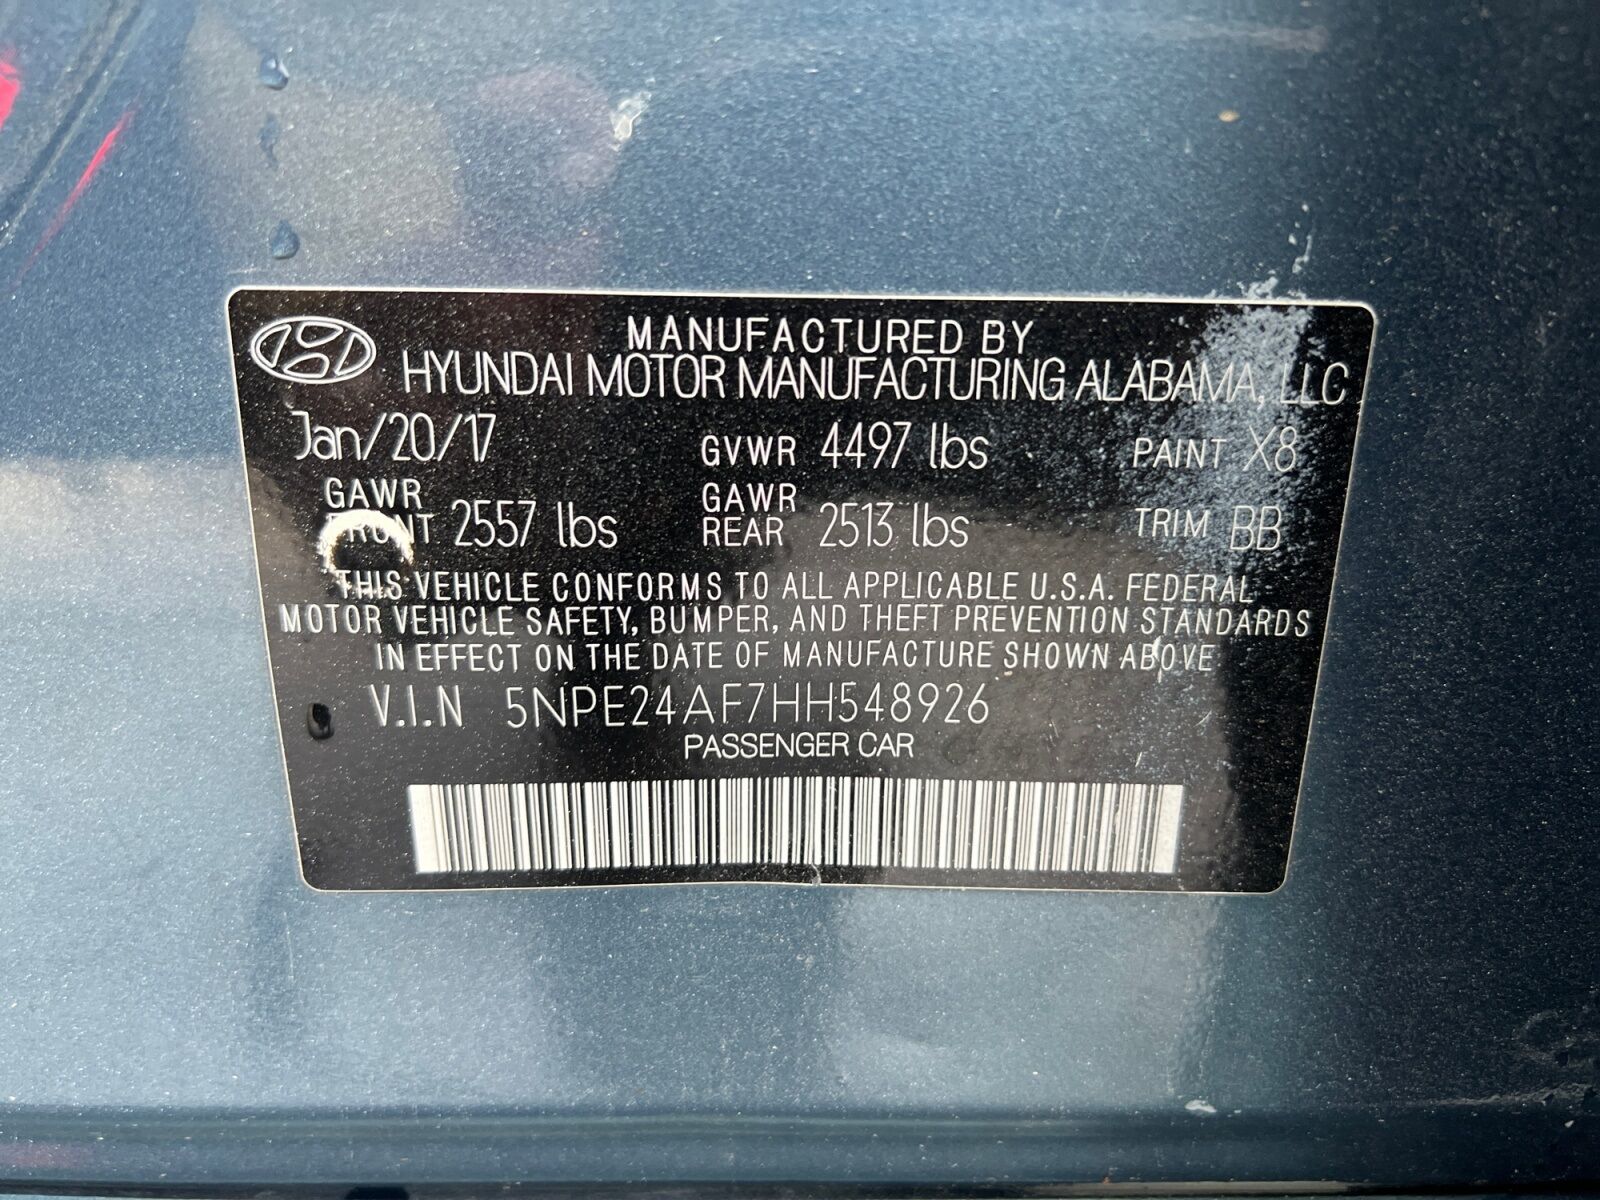 MANUFACTURED BY
HYUNDAI MOTOR MANUFACTURING ALABAMA, LLC
Jan/20/17 GVWR 4497 lbs PAINT X8
GAWR FRONT 2557 lbs GAWR REAR 2513 lbs TRIM BB
THIS VEHICLE CONFORMS TO ALL APPLICABLE U.S.A. FEDERAL
MOTOR VEHICLE SAFETY, BUMPER, AND THEFT PREVENTION STANDARDS
IN EFFECT ON THE DATE OF MANUFACTURE SHOWN ABOVE
V.I.N 5NPE24AF7HH548926
PASSENGER CAR